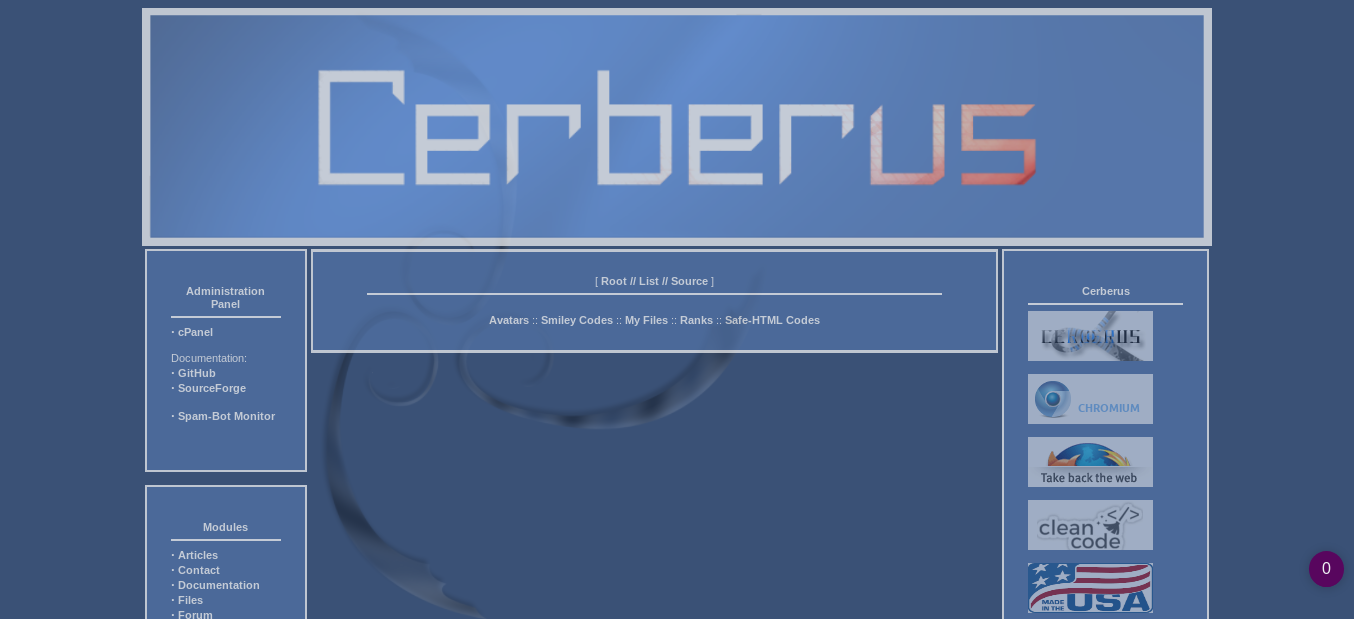 Cerberus
Administration
Panel
· cPanel
Documentation:
· GitHub
· SourceForge
· Spam-Bot Monitor
Modules
· Articles
· Contact
· Documentation
· Files
· Forum
[ Root // List // Source ]
Avatars :: Smiley Codes :: My Files :: Ranks :: Safe-HTML Codes
Cerberus
CERBERUS
CHROMIUM
Take back the web
</>
clean
code
MADE
IN THE
USA
0